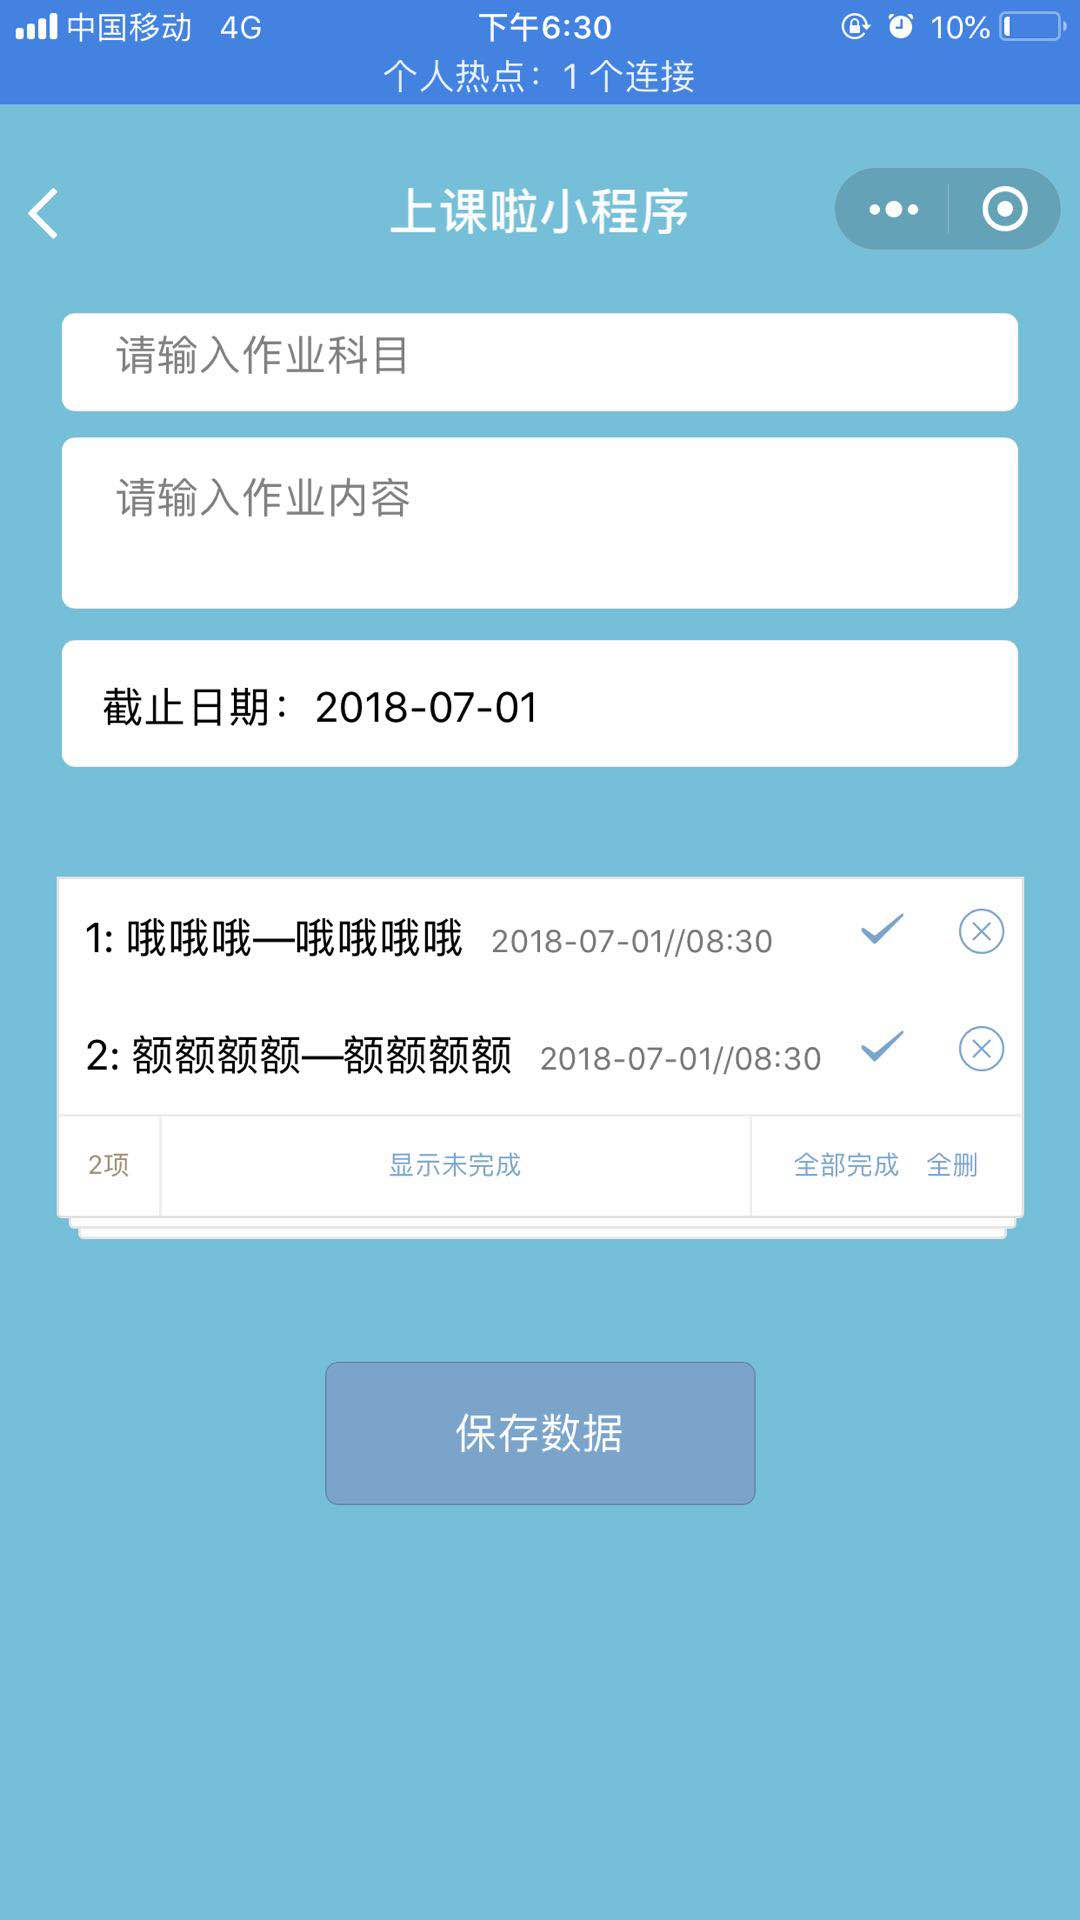 中国移动 4G 下午6:30 10%
个人热点：1 个连接
上课啦小程序
请输入作业科目
请输入作业内容
截止日期：2018-07-01
1: 哦哦哦—哦哦哦哦 2018-07-01//08:30
2: 额额额额—额额额额 2018-07-01//08:30
2项 显示未完成 全部完成 全删
保存数据